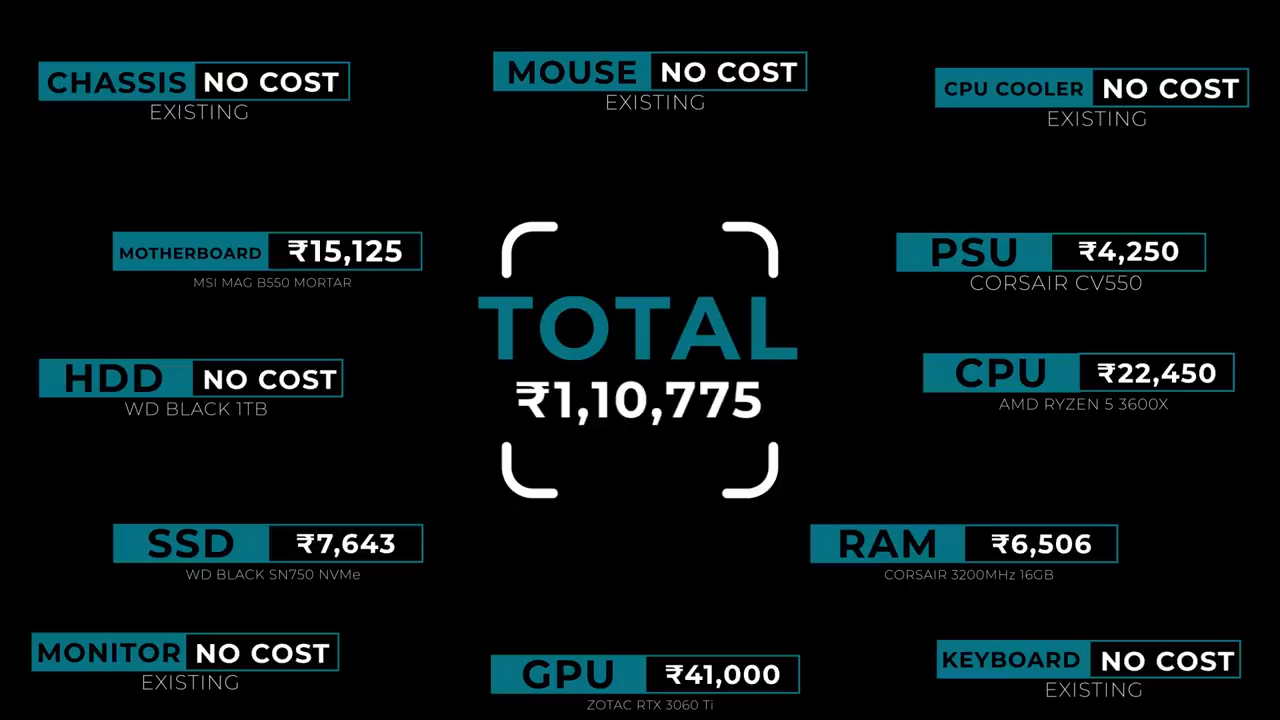 CHASSIS NO COST
EXISTING
MOUSE NO COST
EXISTING
CPU COOLER NO COST
EXISTING
MOTHERBOARD ₹15,125
MSI MAG B550 MORTAR
PSU ₹4,250
CORSAIR CV550
TOTAL
₹1,10,775
HDD NO COST
WD BLACK 1TB
CPU ₹22,450
AMD RYZEN 5 3600X
SSD ₹7,643
WD BLACK SN750 NVMe
RAM ₹6,506
CORSAIR 3200MHz 16GB
MONITOR NO COST
EXISTING
GPU ₹41,000
ZOTAC RTX 3060 Ti
KEYBOARD NO COST
EXISTING